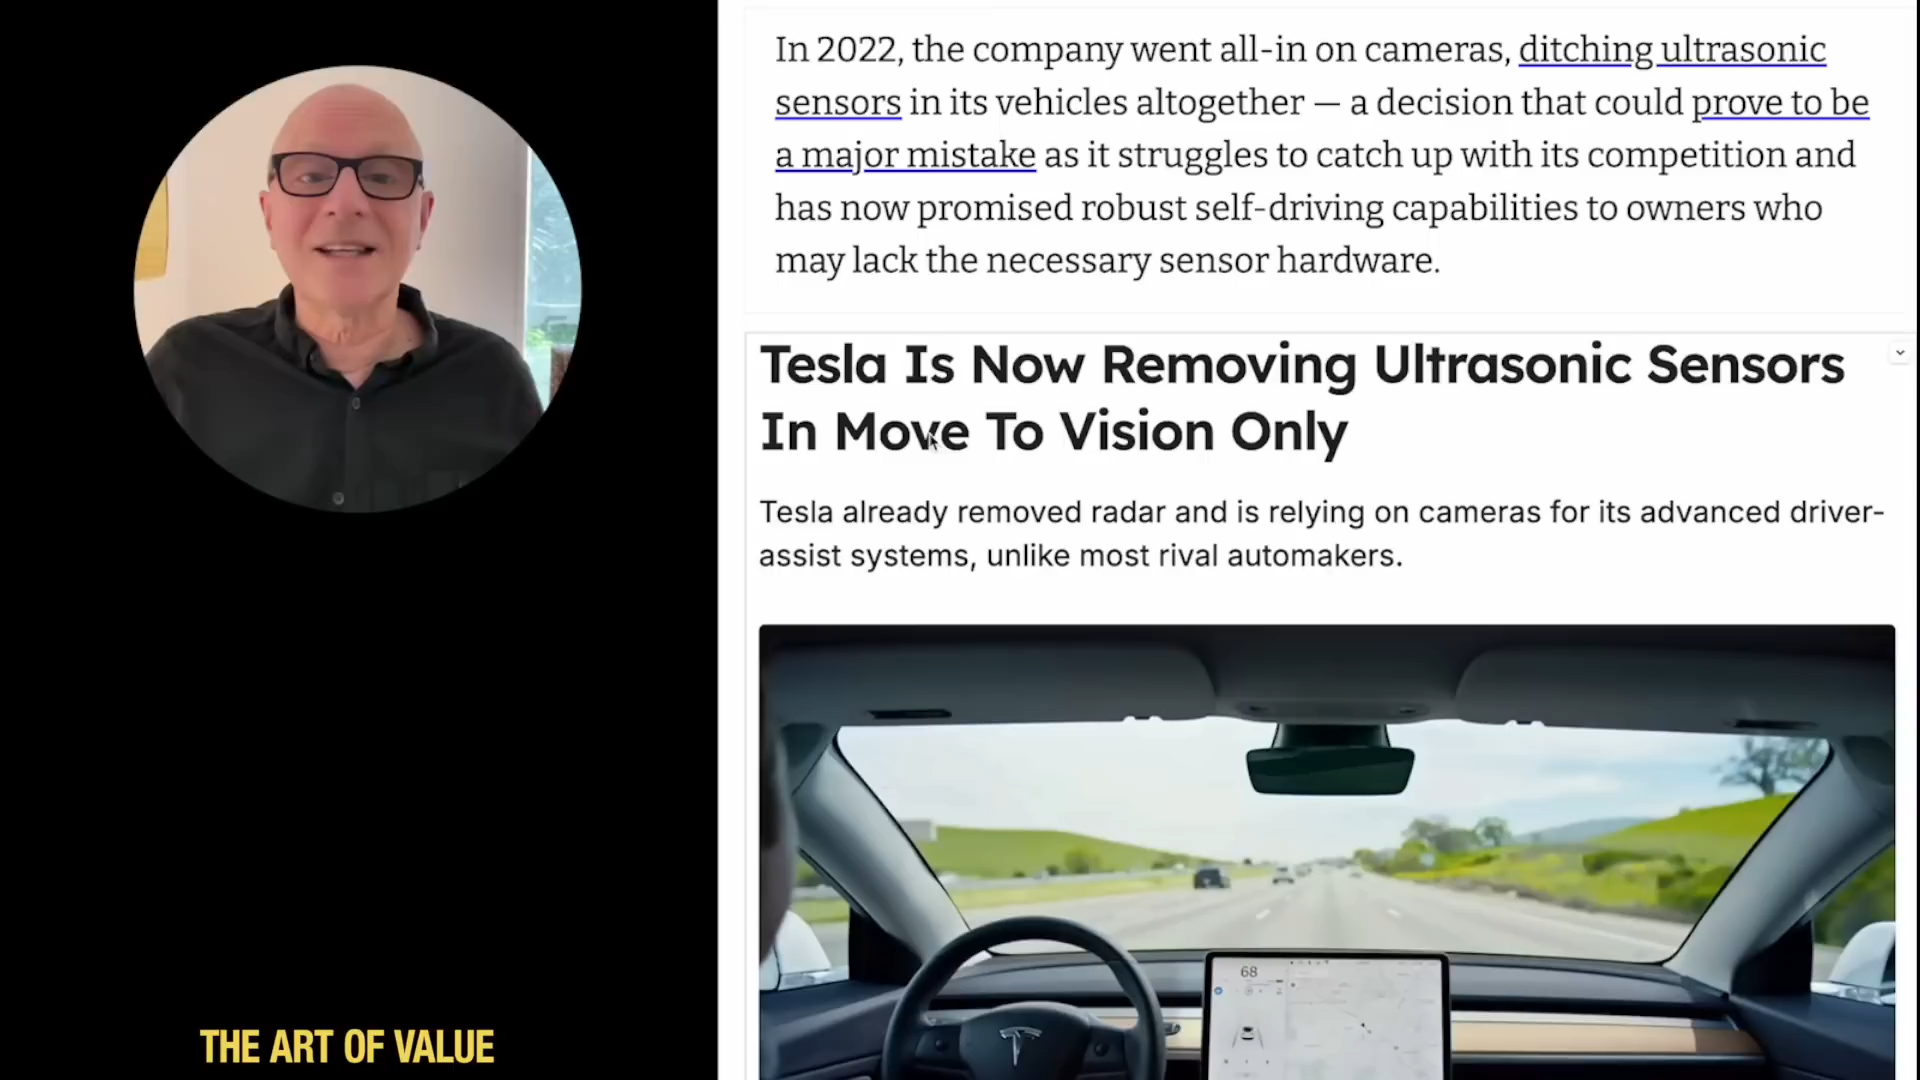 In 2022, the company went all-in on cameras, ditching ultrasonic
sensors in its vehicles altogether — a decision that could prove to be
a major mistake as it struggles to catch up with its competition and
has now promised robust self-driving capabilities to owners who
may lack the necessary sensor hardware.
Tesla Is Now Removing Ultrasonic Sensors
In Move To Vision Only
Tesla already removed radar and is relying on cameras for its advanced driver-
assist systems, unlike most rival automakers.
68
THE ART OF VALUE